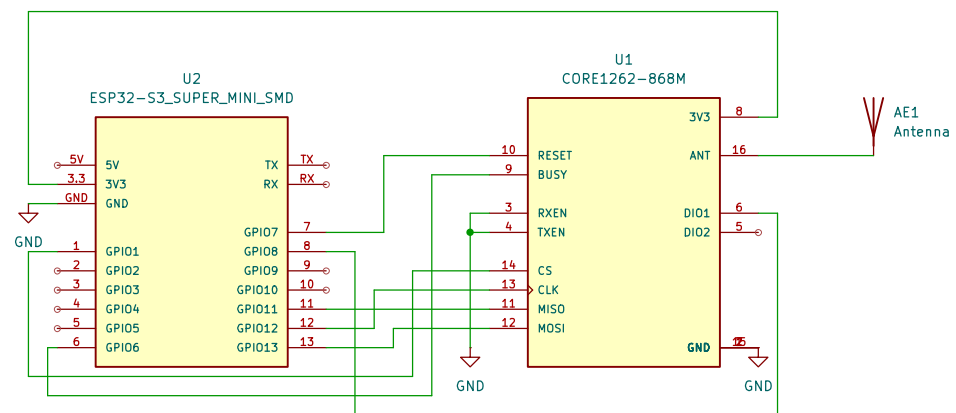 U1
CORE1262-868M
U2
ESP32-S3_SUPER_MINI_SMD
AE1
Antenna
5V 5V
3.3 3V3
GND GND
GND
1 GPIO1
2 GPIO2
3 GPIO3
4 GPIO4
5 GPIO5
6 GPIO6
TX TX
RX RX
GPIO7 7
GPIO8 8
GPIO9 9
GPIO10 10
GPIO11 11
GPIO12 12
GPIO13 13
10 RESET
9 BUSY
3 RXEN
4 TXEN
14 CS
13 CLK
11 MISO
12 MOSI
GND
3V3 8
ANT 16
DIO1 6
DIO2 5
GND
GND